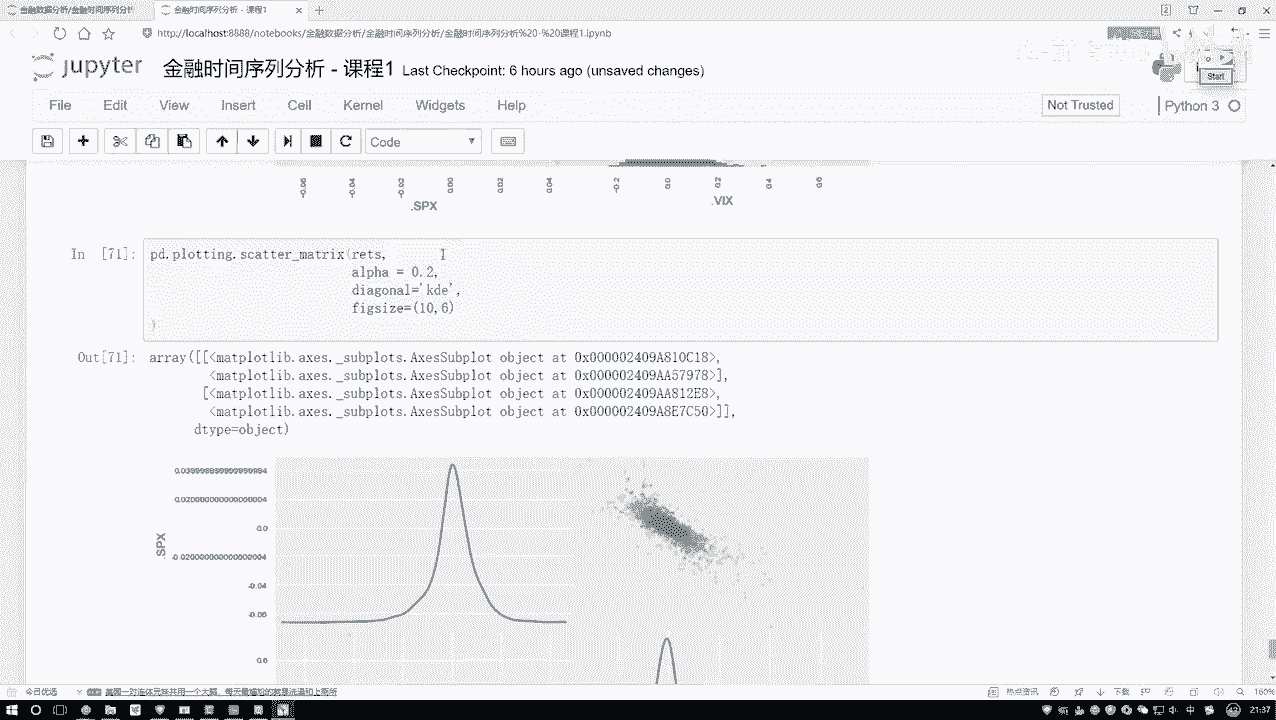 金融数据分析/金融时间序列分
金融时间序列分析 - 课程1
http://localhost:8888/notebooks/金融数据分析/金融时间序列分析/金融时间序列分析%20-%20课程1.ipynb
jupyter 金融时间序列分析 - 课程1 Last Checkpoint: 6 hours ago (unsaved changes)
Start
File Edit View Insert Cell Kernel Widgets Help
Not Trusted
Python 3
Code
-0.06 -0.04 -0.02 0.00 0.02 0.04
-0.2 0.0 0.2 0.4 0.6
.SPX
.VIX
In [71]: pd.plotting.scatter_matrix(rets,
alpha = 0.2,
diagonal='kde',
figsize=(10,6)
)
Out[71]: array([[<matplotlib.axes._subplots.AxesSubplot object at 0x000002409A810C18>,
<matplotlib.axes._subplots.AxesSubplot object at 0x000002409AA57978>],
[<matplotlib.axes._subplots.AxesSubplot object at 0x000002409AA812E8>,
<matplotlib.axes._subplots.AxesSubplot object at 0x000002409A8E7C50>]],
dtype=object)
0.0
-0.04
-0.06
.SPX
0.6
今日优选
热点资讯
下载
160%
中
21:37